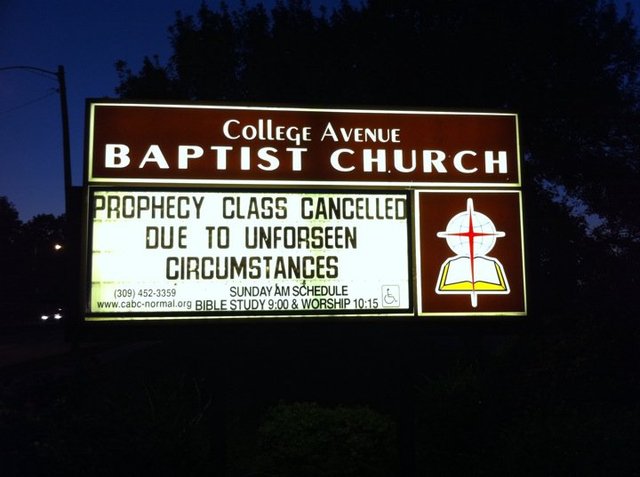 College Avenue
BAPTIST CHURCH
PROPHECY CLASS CANCELLED
DUE TO UNFORSEEN
CIRCUMSTANCES
(309) 452-3359 SUNDAY AM SCHEDULE
www.cabc-normal.org BIBLE STUDY 9:00 & WORSHIP 10:15